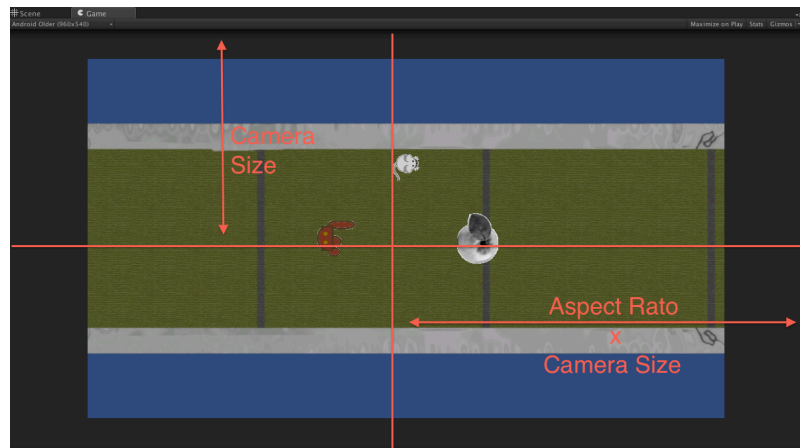 Scene
Game
Android Older (960x540)
Maximize on Play
Stats
Gizmos
Camera
Size
Aspect Rato
x
Camera Size